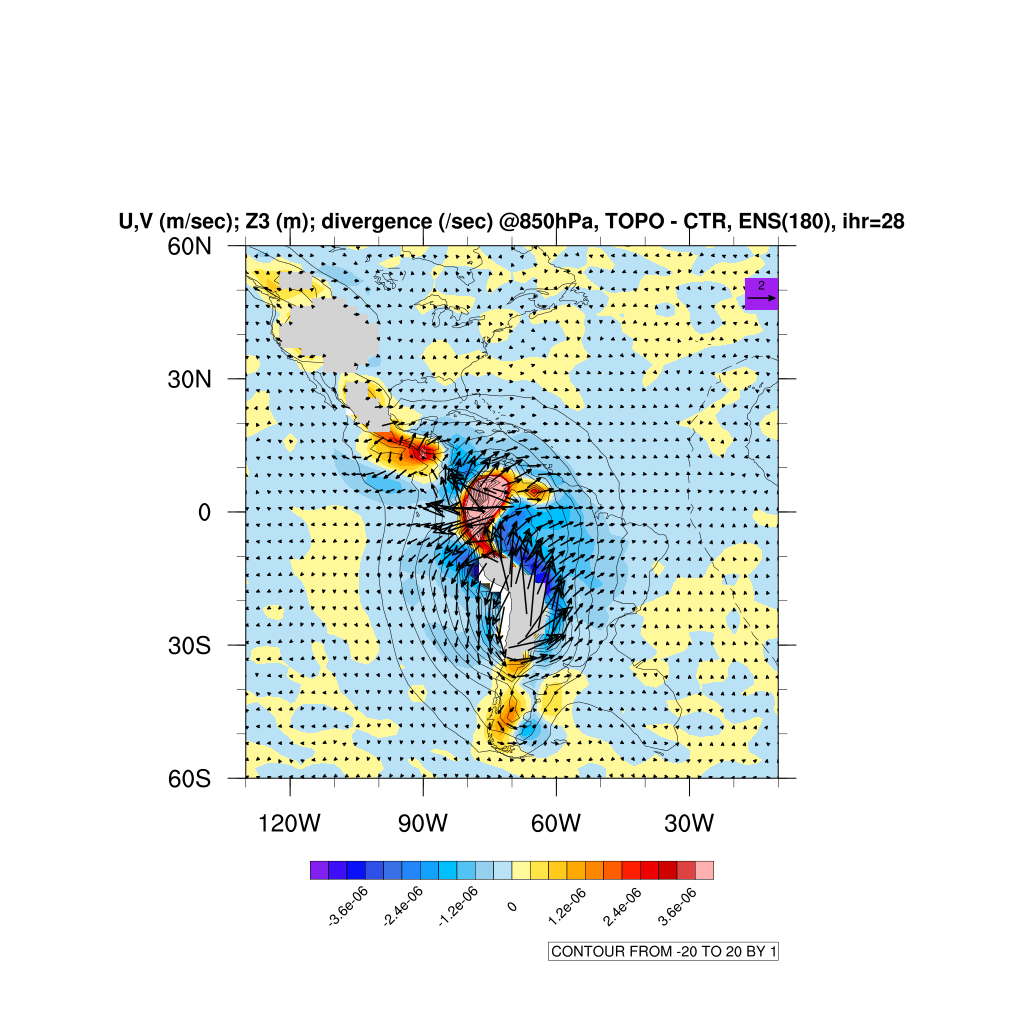 U,V (m/sec); Z3 (m); divergence (/sec) @850hPa, TOPO - CTR, ENS(180), ihr=28
60N
2
30N
0
30S
60S
120W 90W 60W 30W
-3.6e-06 -2.4e-06 -1.2e-06 0 1.2e-06 2.4e-06 3.6e-06
CONTOUR FROM -20 TO 20 BY 1